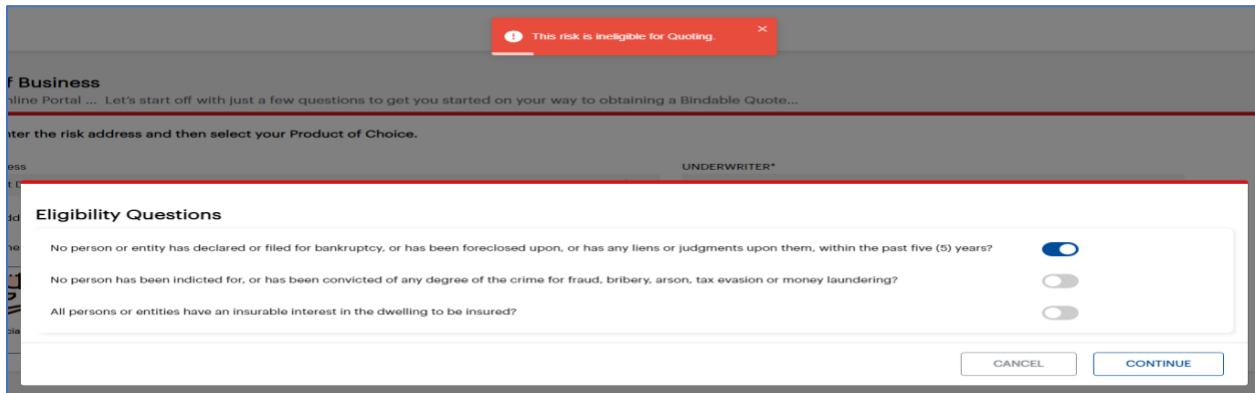 This risk is ineligible for Quoting.
f Business
nline Portal ... Let's start off with just a few questions to get you started on your way to obtaining a Bindable Quote...
nter the risk address and then select your Product of Choice.
ess
UNDERWRITER*
Eligibility Questions
No person or entity has declared or filed for bankruptcy, or has been foreclosed upon, or has any liens or judgments upon them, within the past five (5) years?
No person has been indicted for, or has been convicted of any degree of the crime for fraud, bribery, arson, tax evasion or money laundering?
All persons or entities have an insurable interest in the dwelling to be insured?
CANCEL CONTINUE